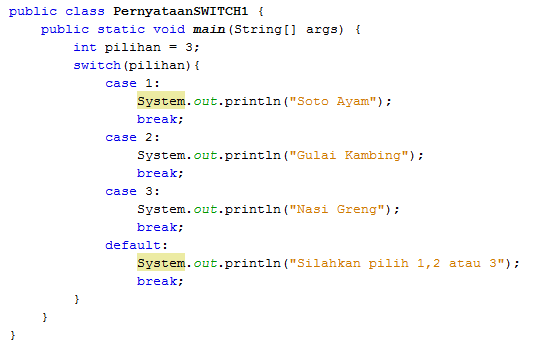 public class PernyataanSWITCH1 {
    public static void main(String[] args) {
        int pilihan = 3;
        switch(pilihan){
            case 1:
                System.out.println("Soto Ayam");
                break;
            case 2:
                System.out.println("Gulai Kambing");
                break;
            case 3:
                System.out.println("Nasi Greng");
                break;
            default:
                System.out.println("Silahkan pilih 1,2 atau 3");
                break;
        }
    }
}